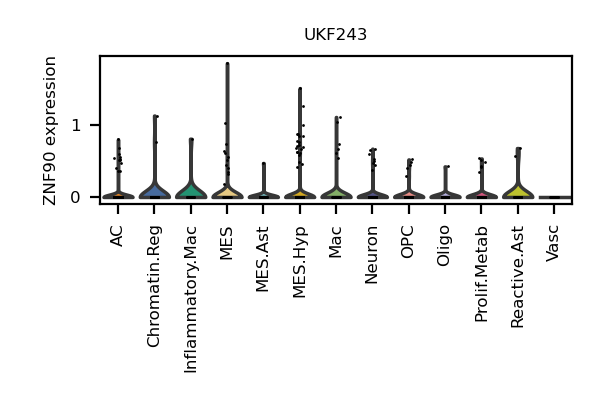 UKF243
ZNF90 expression
1
0
AC
Chromatin.Reg
Inflammatory.Mac
MES
MES.Ast
MES.Hyp
Mac
Neuron
OPC
Oligo
Prolif.Metab
Reactive.Ast
Vasc